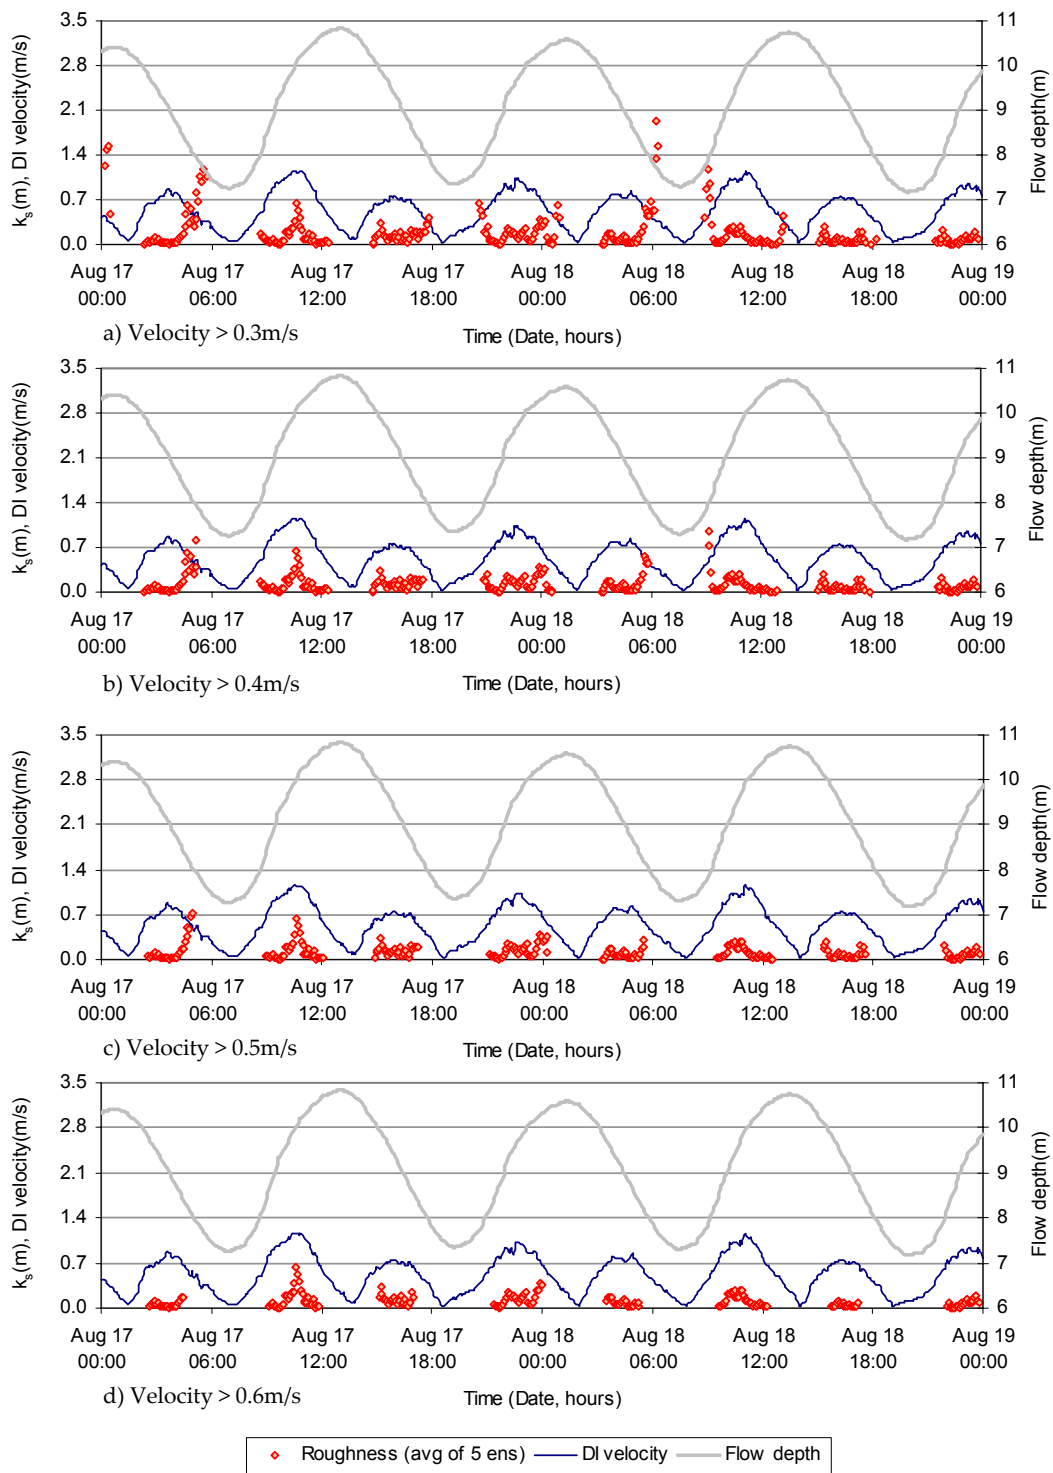 3.5 2.8 2.1 1.4 0.7 0.0
kₛ(m), DI velocity(m/s)
11 10 9 8 7 6
Flow depth(m)
Aug 17 Aug 17 Aug 17 Aug 17 Aug 18 Aug 18 Aug 18 Aug 18 Aug 19
00:00 06:00 12:00 18:00 00:00 06:00 12:00 18:00 00:00
a) Velocity > 0.3m/s Time (Date, hours)
3.5 2.8 2.1 1.4 0.7 0.0
kₛ(m), DI velocity(m/s)
11 10 9 8 7 6
Flow depth(m)
Aug 17 Aug 17 Aug 17 Aug 17 Aug 18 Aug 18 Aug 18 Aug 18 Aug 19
00:00 06:00 12:00 18:00 00:00 06:00 12:00 18:00 00:00
b) Velocity > 0.4m/s Time (Date, hours)
3.5 2.8 2.1 1.4 0.7 0.0
kₛ(m), DI velocity(m/s)
11 10 9 8 7 6
Flow depth(m)
Aug 17 Aug 17 Aug 17 Aug 17 Aug 18 Aug 18 Aug 18 Aug 18 Aug 19
00:00 06:00 12:00 18:00 00:00 06:00 12:00 18:00 00:00
c) Velocity > 0.5m/s Time (Date, hours)
3.5 2.8 2.1 1.4 0.7 0.0
kₛ(m), DI velocity(m/s)
11 10 9 8 7 6
Flow depth(m)
Aug 17 Aug 17 Aug 17 Aug 17 Aug 18 Aug 18 Aug 18 Aug 18 Aug 19
00:00 06:00 12:00 18:00 00:00 06:00 12:00 18:00 00:00
d) Velocity > 0.6m/s Time (Date, hours)
Roughness (avg of 5 ens) DI velocity Flow depth